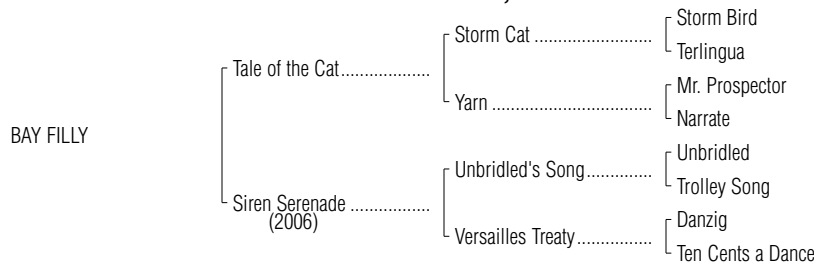 Storm Bird
Storm Cat ............................
Terlingua
Tale of the Cat...................
Mr. Prospector
Yarn ......................................
Narrate
BAY FILLY
Unbridled
Unbridled's Song...............
Trolley Song
Siren Serenade .................
(2006)
Danzig
Versailles Treaty.................
Ten Cents a Dance